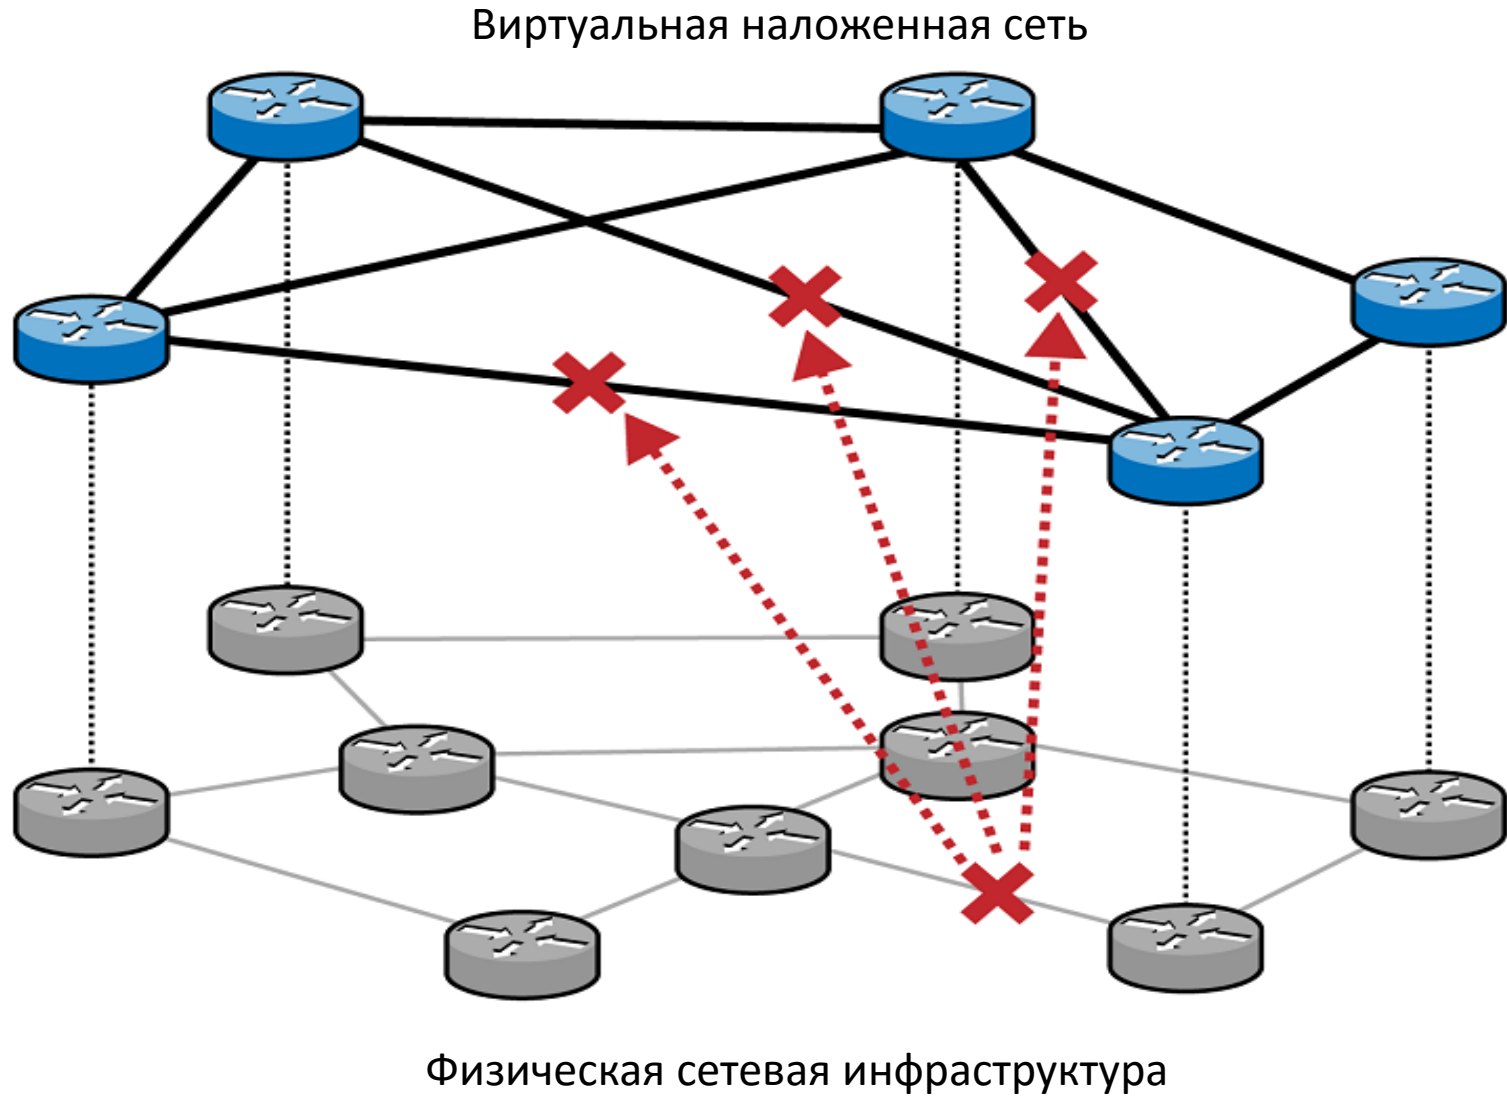 Виртуальная наложенная сеть
Физическая сетевая инфраструктура